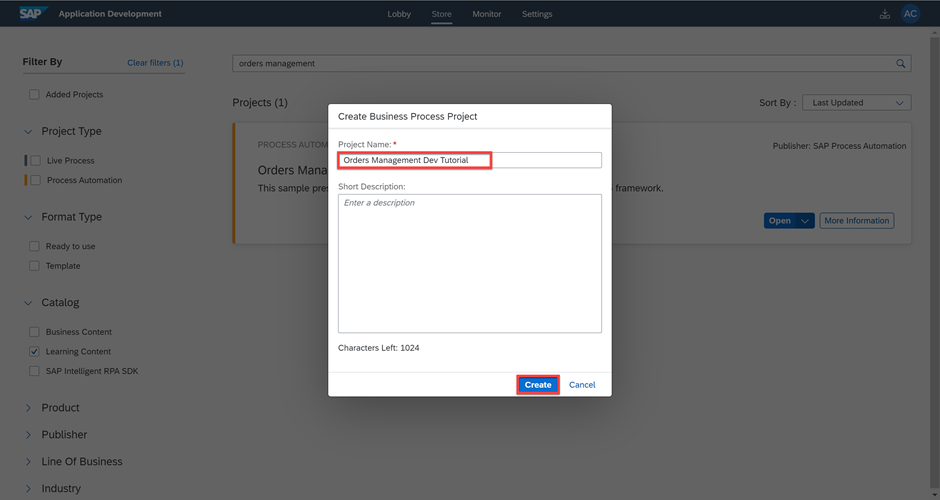 SAP Application Development Lobby Store Monitor Settings AC
Filter By Clear filters (1)
orders management
Added Projects
Projects (1)
Sort By : Last Updated
Project Type
Live Process
Process Automation
Format Type
Ready to use
Template
Catalog
Business Content
Learning Content
SAP Intelligent RPA SDK
Product
Publisher
Line Of Business
Industry
PROCESS AUTOM
Publisher: SAP Process Automation
Orders Mana
This sample pres
framework.
Open More Information
Create Business Process Project
Project Name: *
Orders Management Dev Tutorial
Short Description:
Enter a description
Characters Left: 1024
Create Cancel